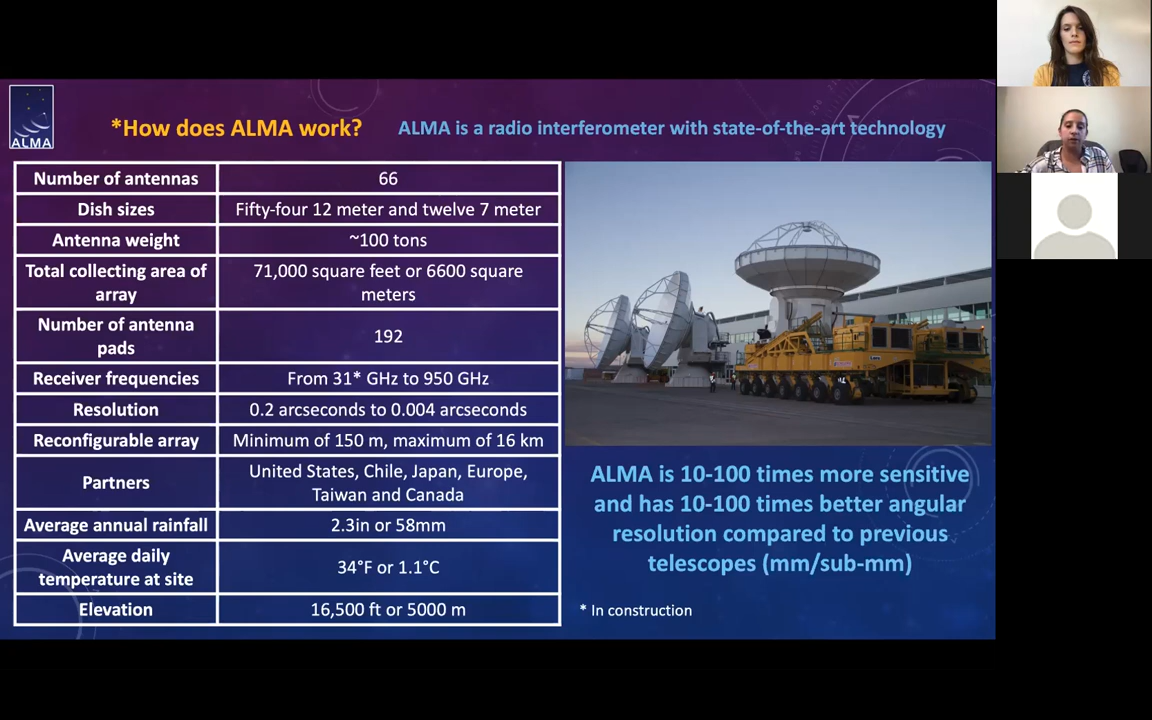 ALMA
*How does ALMA work?
ALMA is a radio interferometer with state-of-the-art technology
Number of antennas
66
Dish sizes
Fifty-four 12 meter and twelve 7 meter
Antenna weight
~100 tons
Total collecting area of
array
71,000 square feet or 6600 square
meters
Number of antenna
pads
192
Receiver frequencies
From 31* GHz to 950 GHz
Resolution
0.2 arcseconds to 0.004 arcseconds
Reconfigurable array
Minimum of 150 m, maximum of 16 km
Partners
United States, Chile, Japan, Europe,
Taiwan and Canada
Average annual rainfall
2.3in or 58mm
Average daily
temperature at site
34°F or 1.1°C
Elevation
16,500 ft or 5000 m
ALMA is 10-100 times more sensitive
and has 10-100 times better angular
resolution compared to previous
telescopes (mm/sub-mm)
* In construction